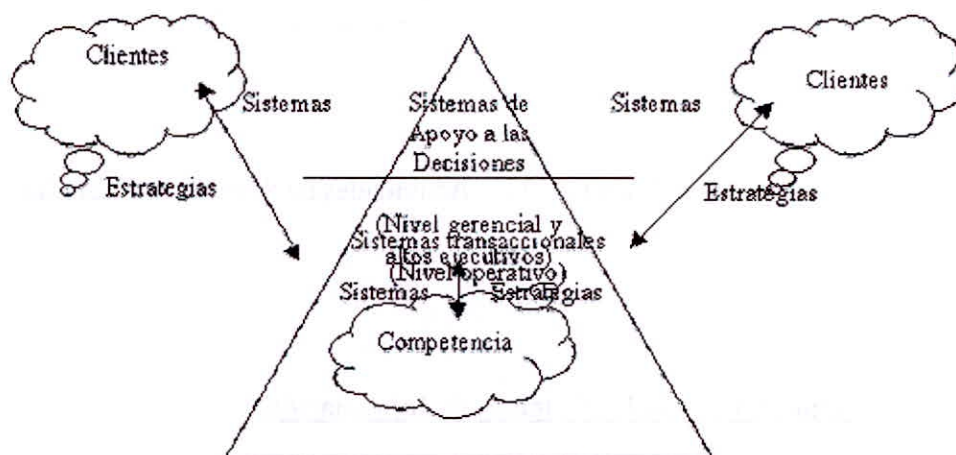 Clientes
Clientes
Sistemas
Sistemas de
Sistemas
Apoyo a las
Decisiones
Estrategias
Estrategias
(Nivel gerencial y
Sistemas transaccionales
altos ejecutivos)
(Nivel operativo)
Sistemas
Estrategias
Competencia